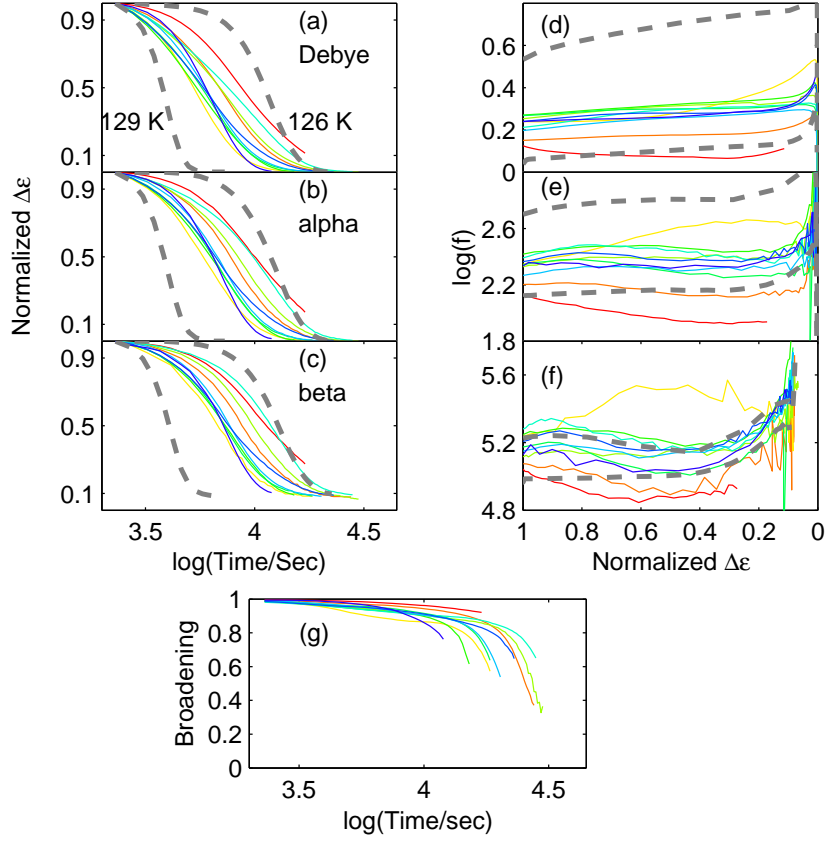 0.9
(a)
Debye
0.5
129 K
126 K
0.1
0.9
(b)
alpha
0.5
0.1
0.9
(c)
beta
0.5
0.1
3.5
4
4.5
log(Time/Sec)
Normalized Δε
(d)
0.6
0.4
0.2
0
(e)
2.6
2.2
1.8
log(f)
(f)
5.6
5.2
4.8
1
0.8
0.6
0.4
0.2
0
Normalized Δε
(g)
1
0.8
0.6
0.4
0.2
0
Broadening
3.5
4
4.5
log(Time/sec)